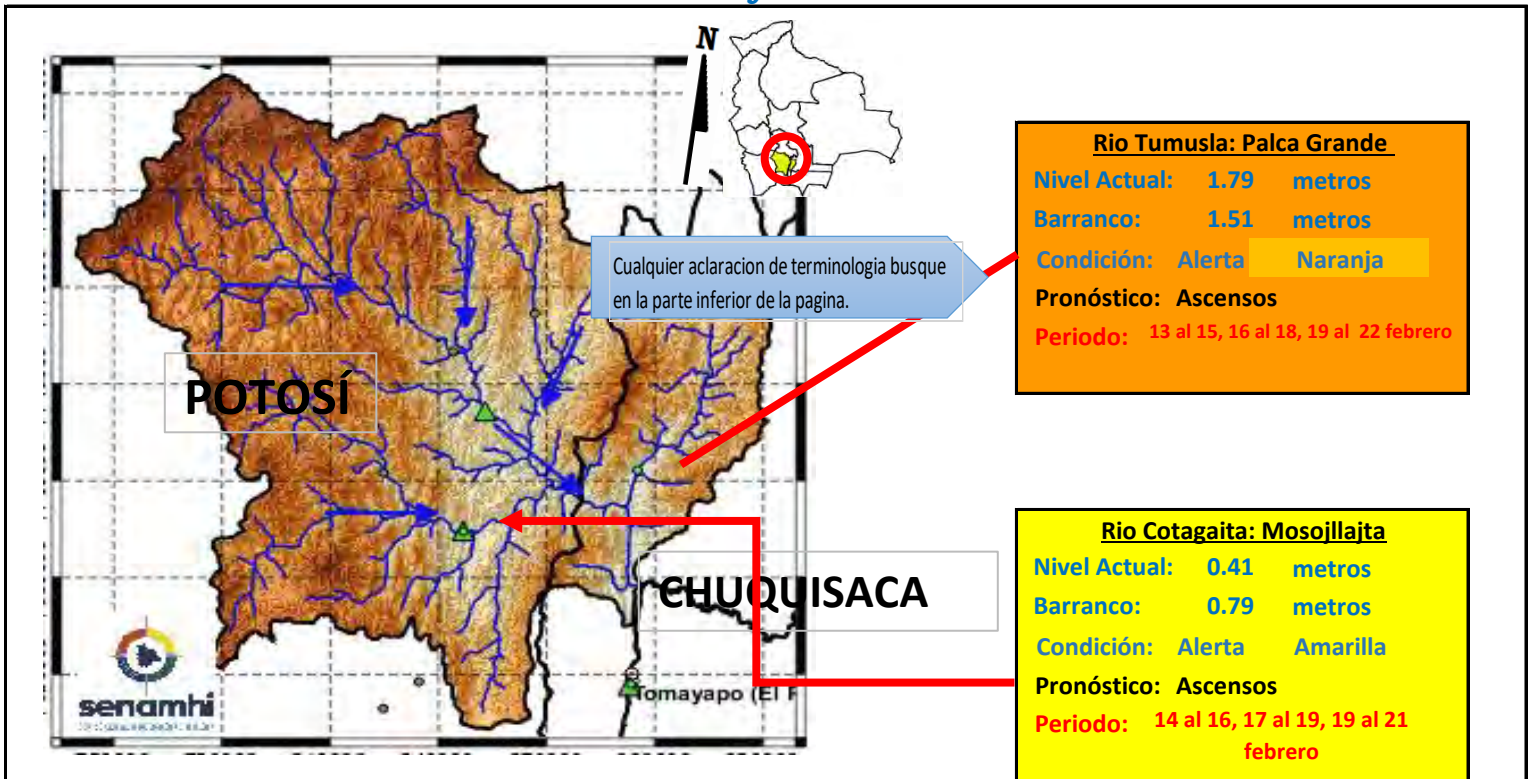 N
Cualquier aclaracion de terminologia busque
en la parte inferior de la pagina.
POTOSÍ
CHUQUISACA
Tomayapo (El
senamhi
Rio Tumusla: Palca Grande
Nivel Actual: 1.79 metros
Barranco: 1.51 metros
Condición: Alerta Naranja
Pronóstico: Ascensos
Periodo: 13 al 15, 16 al 18, 19 al 22 febrero
Rio Cotagaita: Mosojllajta
Nivel Actual: 0.41 metros
Barranco: 0.79 metros
Condición: Alerta Amarilla
Pronóstico: Ascensos
Periodo: 14 al 16, 17 al 19, 19 al 21
febrero